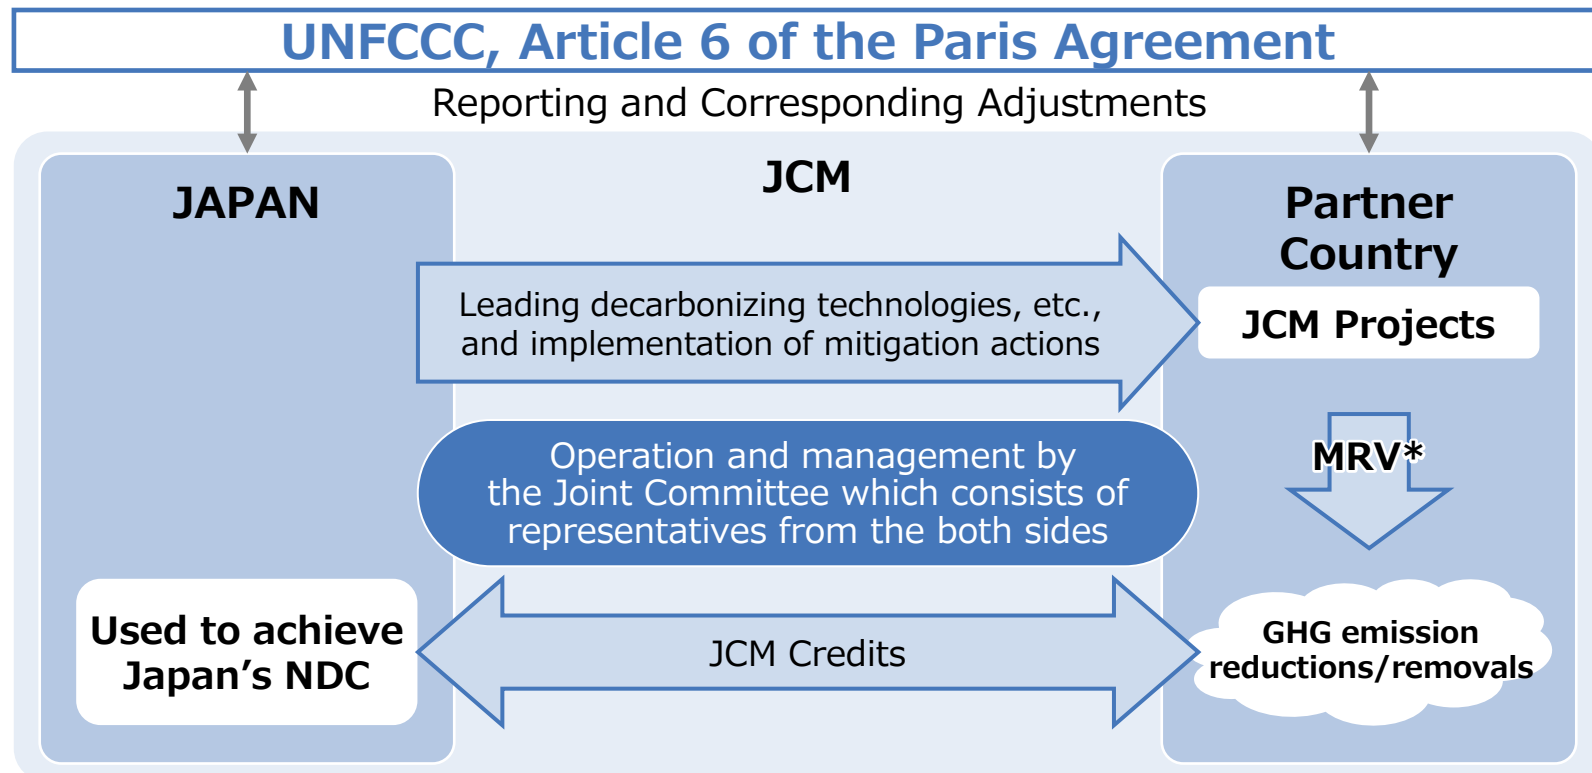 UNFCCC, Article 6 of the Paris Agreement
Reporting and Corresponding Adjustments
JCM
JAPAN
Partner
Country
Leading decarbonizing technologies, etc.,
and implementation of mitigation actions
JCM Projects
Operation and management by
the Joint Committee which consists of
representatives from the both sides
MRV*
Used to achieve
Japan’s NDC
JCM Credits
GHG emission
reductions/removals